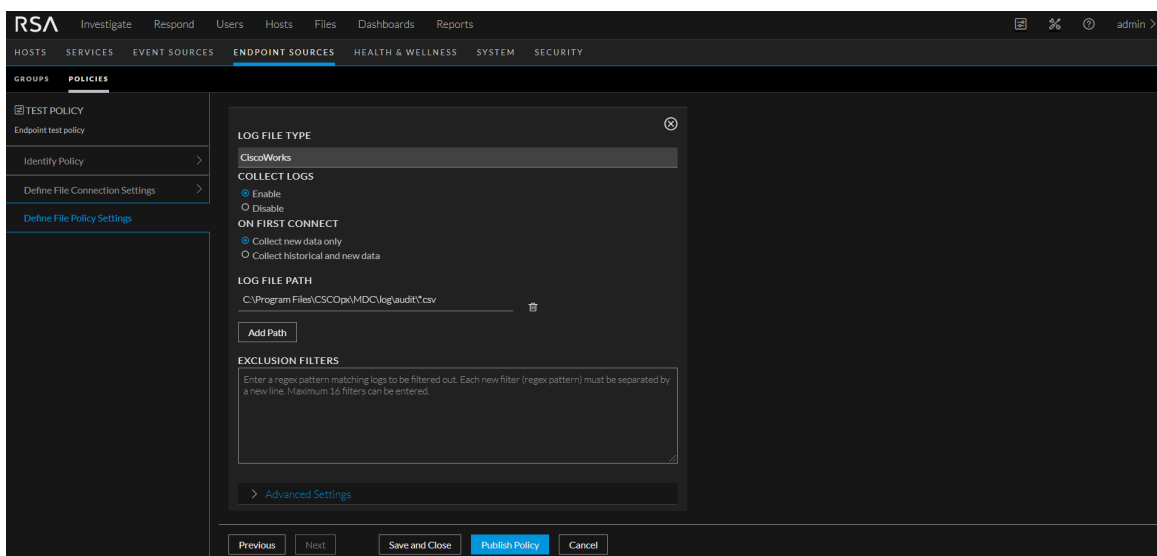 RSA Investigate Respond Users Hosts Files Dashboards Reports admin
HOSTS SERVICES EVENT SOURCES ENDPOINT SOURCES HEALTH & WELLNESS SYSTEM SECURITY
GROUPS POLICIES
TEST POLICY
Endpoint test policy
Identify Policy
Define File Connection Settings
Define File Policy Settings
LOG FILE TYPE
CiscoWorks
COLLECT LOGS
Enable
Disable
ON FIRST CONNECT
Collect new data only
Collect historical and new data
LOG FILE PATH
C:\Program Files\CSCOpx\MDC\log\audit\*.csv
Add Path
EXCLUSION FILTERS
Enter a regex pattern matching logs to be filtered out. Each new filter (regex pattern) must be separated by
a new line. Maximum 16 filters can be entered.
Advanced Settings
Previous Next Save and Close Publish Policy Cancel